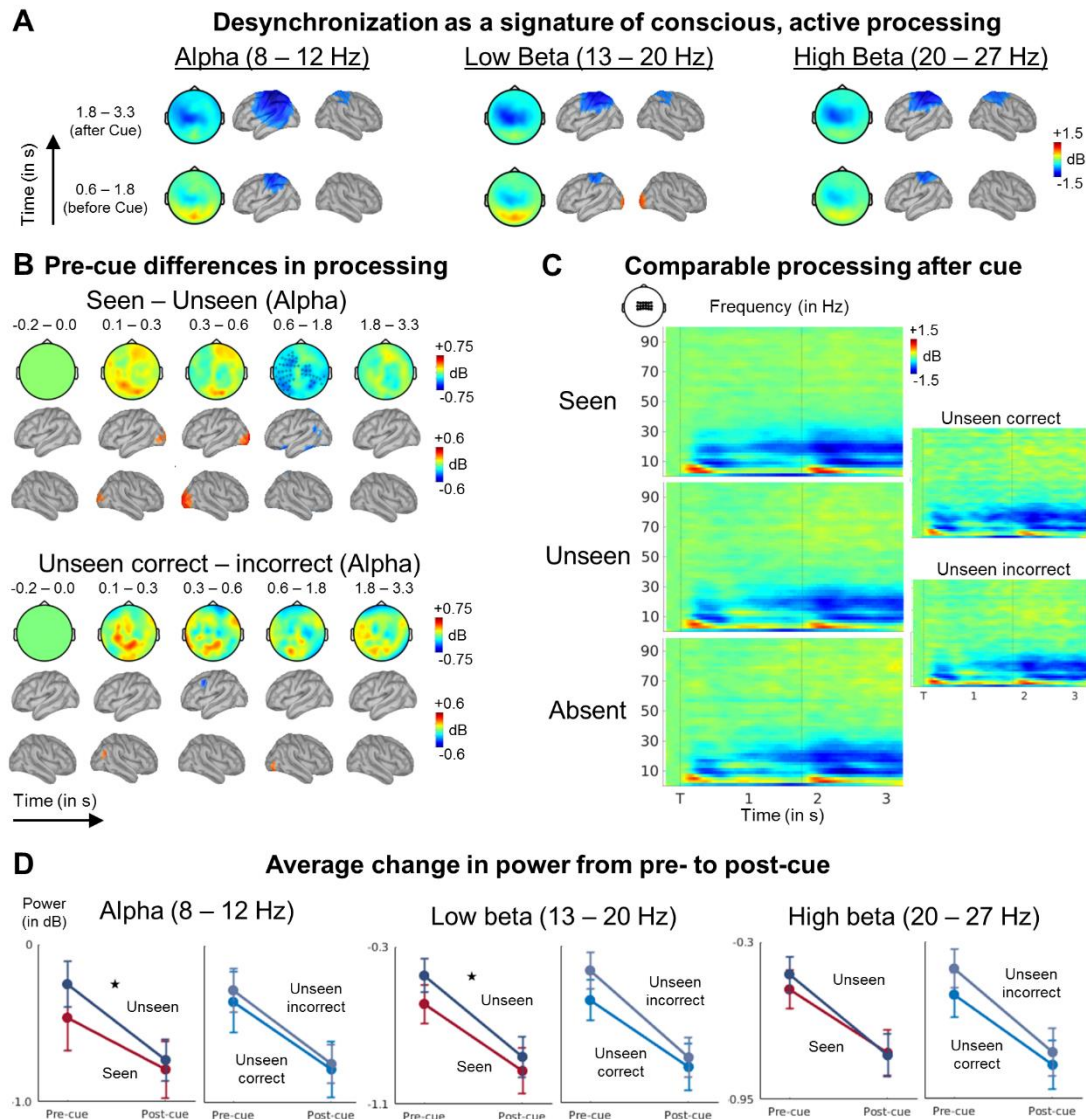 A Desynchronization as a signature of conscious, active processing
Alpha (8 – 12 Hz) Low Beta (13 – 20 Hz) High Beta (20 – 27 Hz)
Time (in s)
1.8 – 3.3
(after Cue)
0.6 – 1.8
(before Cue)
+1.5
dB
-1.5
B Pre-cue differences in processing
Seen – Unseen (Alpha)
-0.2 – 0.0 0.1 – 0.3 0.3 – 0.6 0.6 – 1.8 1.8 – 3.3
+0.75
dB
-0.75
+0.6
dB
-0.6
Unseen correct – incorrect (Alpha)
-0.2 – 0.0 0.1 – 0.3 0.3 – 0.6 0.6 – 1.8 1.8 – 3.3
+0.75
dB
-0.75
+0.6
dB
-0.6
Time (in s)
C Comparable processing after cue
Frequency (in Hz)
+1.5
dB
-1.5
Seen
90
70
50
30
10
Unseen
90
70
50
30
10
Absent
90
70
50
30
10
T 1 2 3
Time (in s)
Unseen correct
Unseen incorrect
T 1 2 3
D Average change in power from pre- to post-cue
Power
(in dB)
Alpha (8 – 12 Hz)
0
-1.0
Unseen
Seen
Pre-cue Post-cue
Unseen
incorrect
Unseen
correct
Pre-cue Post-cue
Low beta (13 – 20 Hz)
-0.3
-1.1
Unseen
Seen
Pre-cue Post-cue
Unseen
incorrect
Unseen
correct
Pre-cue Post-cue
High beta (20 – 27 Hz)
-0.3
-0.95
Unseen
Seen
Pre-cue Post-cue
Unseen
incorrect
Unseen
correct
Pre-cue Post-cue